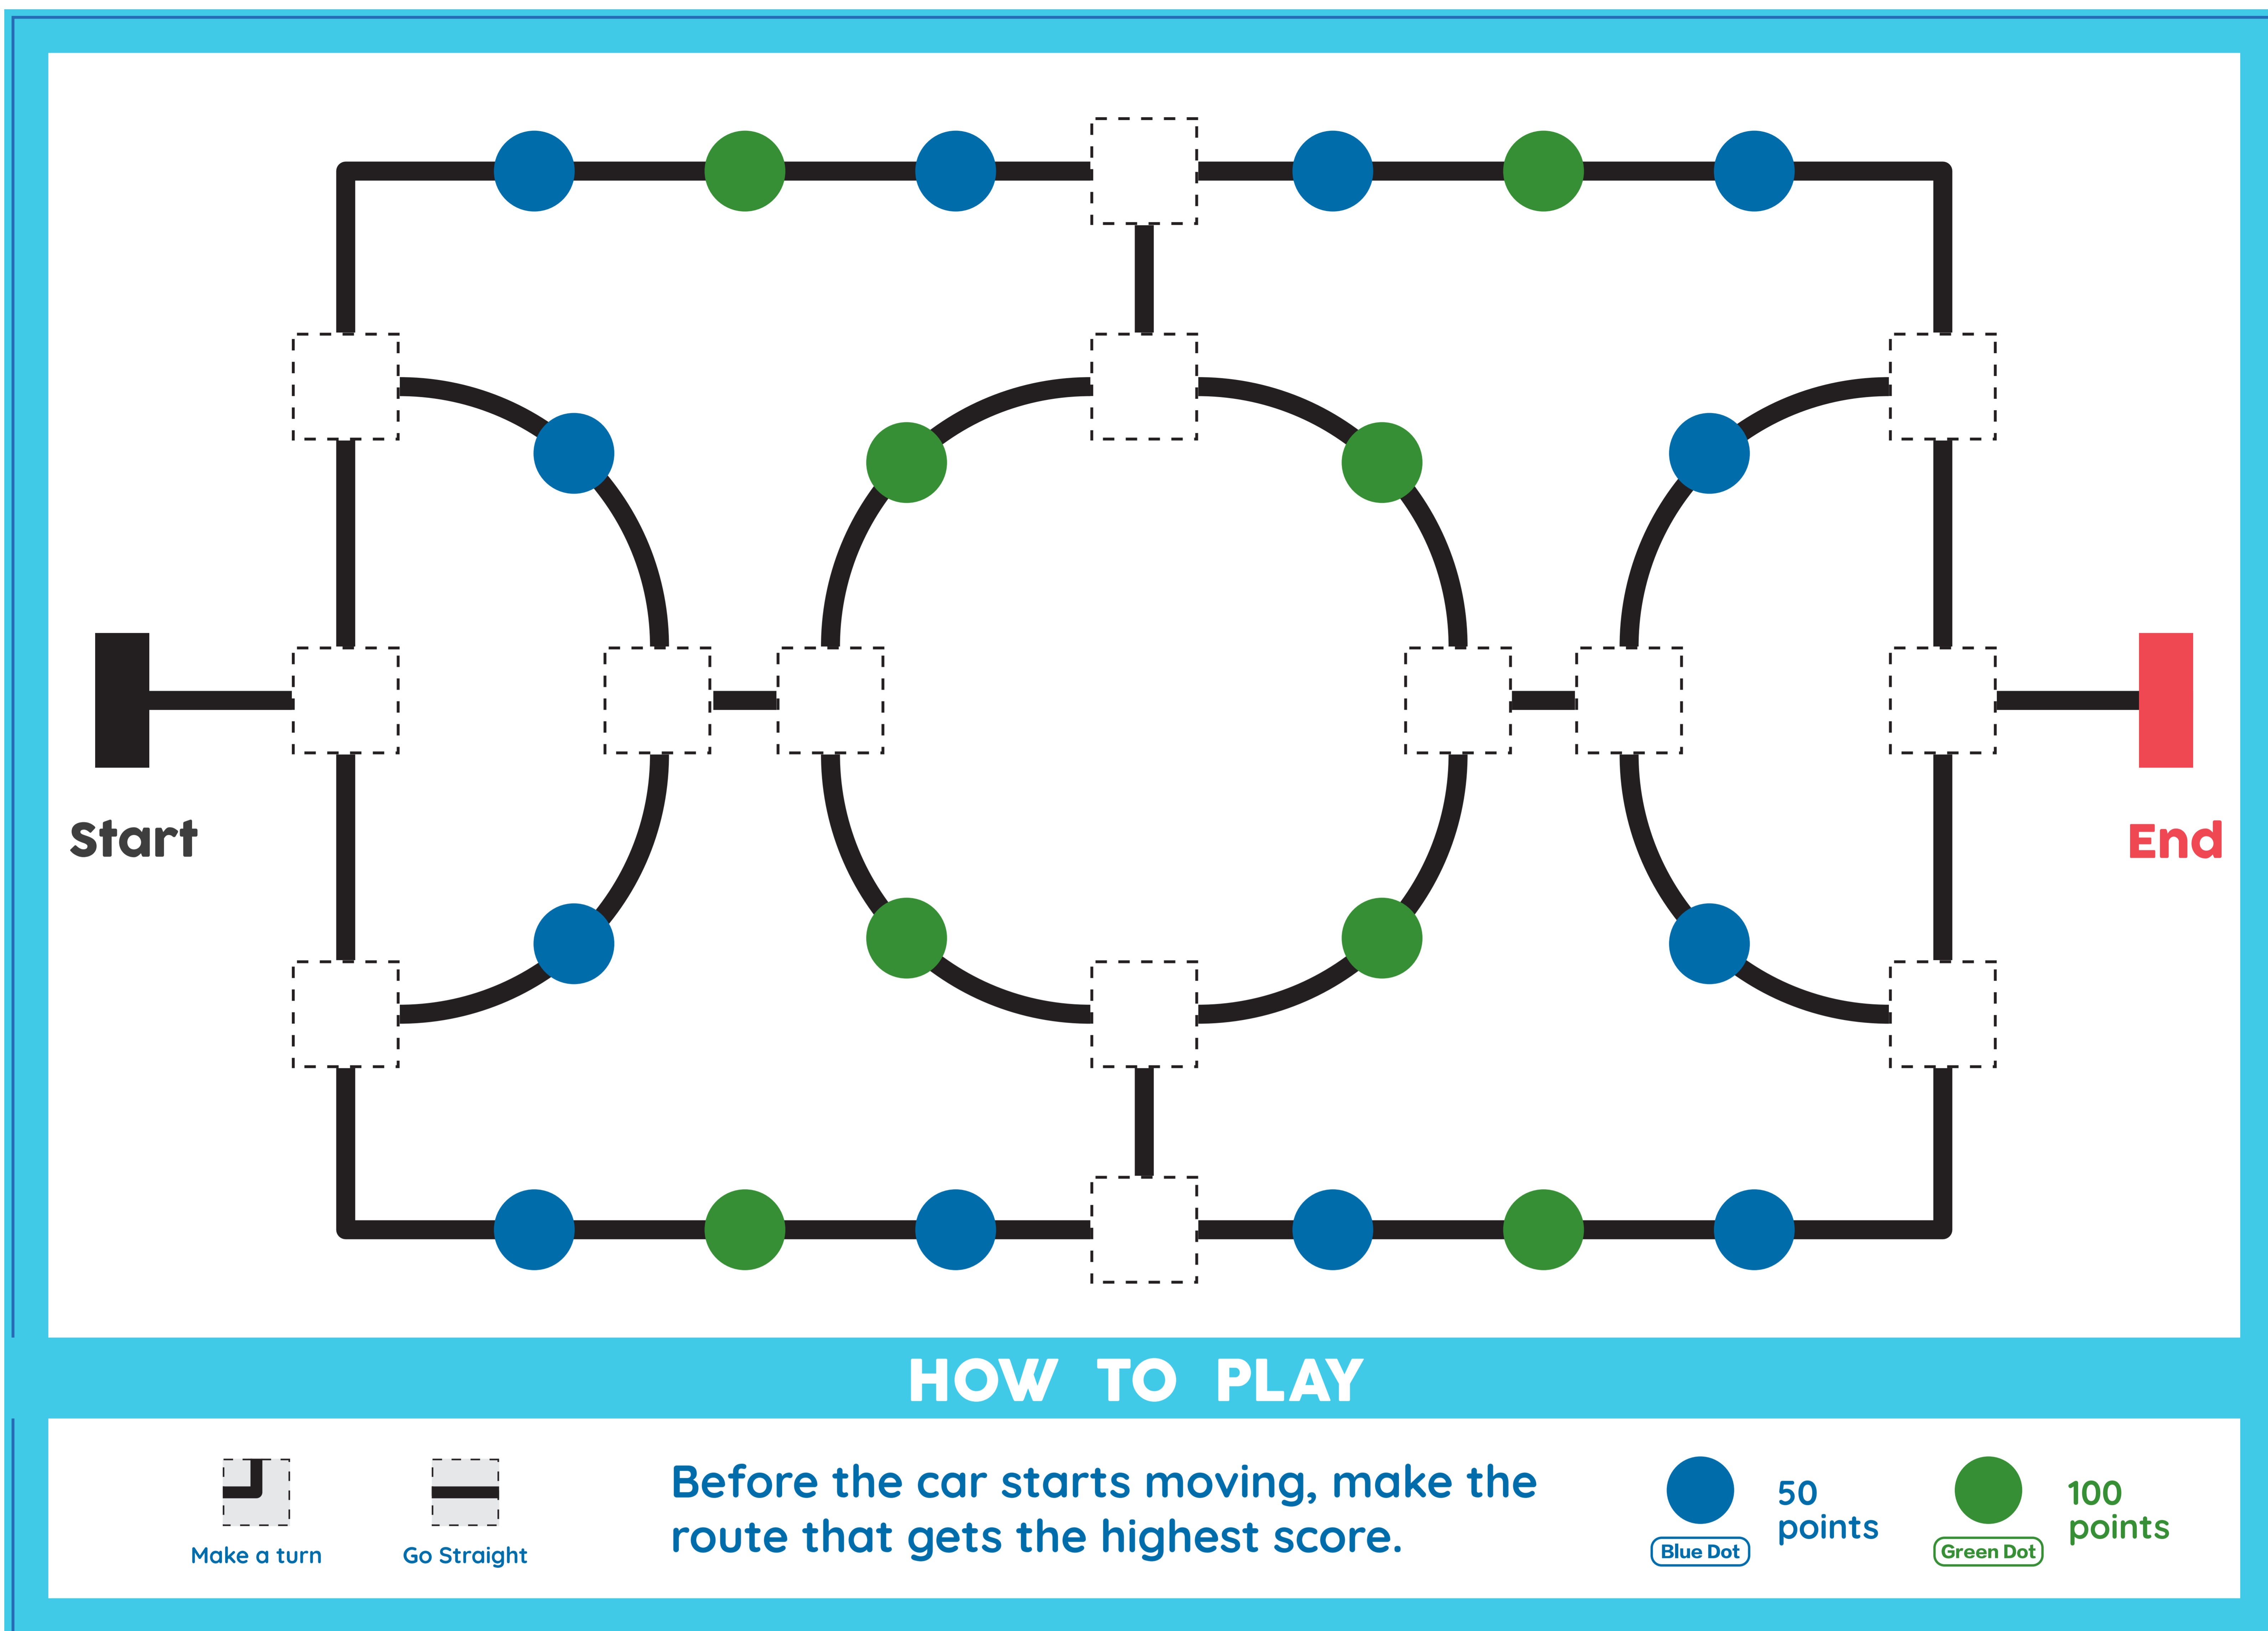 Start
End
HOW TO PLAY
Make a turn
Go Straight
Before the car starts moving, make the
route that gets the highest score.
Blue Dot
50
points
Green Dot
100
points